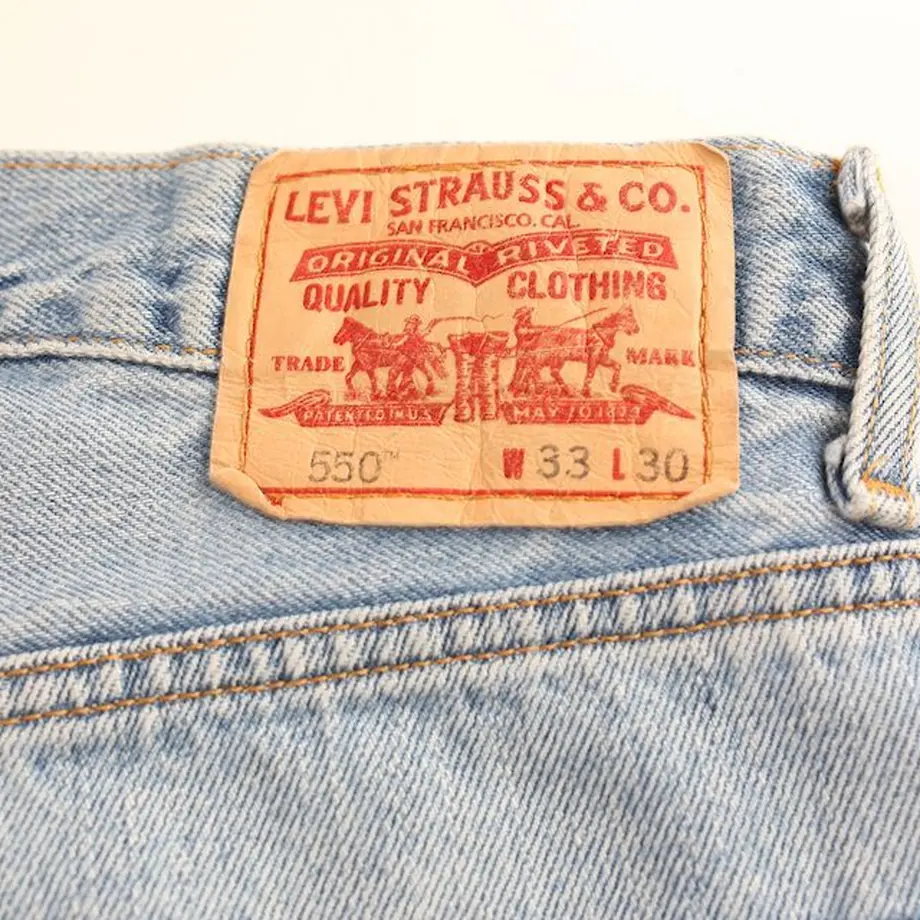 LEVI STRAUSS & CO.
SAN FRANCISCO, CAL.
ORIGINAL RIVETED
QUALITY CLOTHING
TRADE MARK
PATENTED IN U.S. MAY 20 1873
550™ W 33 L 30